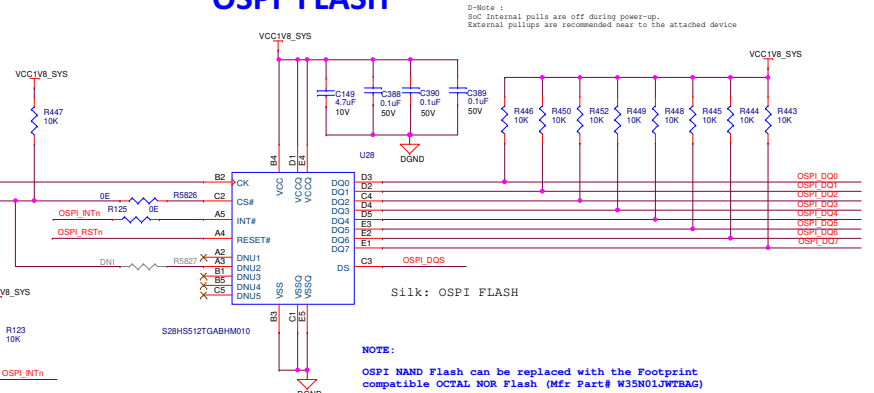 OSPI FLASH
D-Note :
SoC Internal pulls are off during power-up.
External pullups are recommended near to the attached device
VCC1V8_SYS
VCC1V8_SYS
VCC1V8_SYS
R447
10K
C149
4.7uF
10V
C388
0.1uF
50V
C390
0.1uF
50V
C389
0.1uF
50V
R446
10K
R450
10K
R452
10K
R449
10K
R448
10K
R445
10K
R444
10K
R443
10K
DGND
U28
B4
D1
E4
VCC
VCCQ
VCCQ
B2
CK
0E
R5826
C2
CS#
OSPI_INTn
R125
0E
A5
INT#
OSPI_RSTn
A4
RESET#
A2
DNU1
DNI
R5827
A3
DNU2
B1
DNU3
B5
DNU4
C5
DNU5
DQ0
D3
OSPI_DQ0
DQ1
D2
OSPI_DQ1
DQ2
C4
OSPI_DQ2
DQ3
D4
OSPI_DQ3
DQ4
D5
OSPI_DQ4
DQ5
E3
OSPI_DQ5
DQ6
E2
OSPI_DQ6
DQ7
E1
OSPI_DQ7
DS
C3
OSPI_DQS
VSS
VSSQ
VSSQ
B3
C1
E5
Silk: OSPI FLASH
V8_SYS
R123
10K
S28HS512TGABHM010
OSPI_INTn
DGND
NOTE:
OSPI NAND Flash can be replaced with the Footprint
compatible OCTAL NOR Flash (Mfr Part# W35N01JWTBAG)